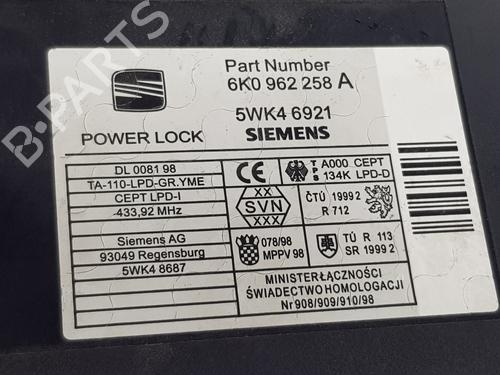 B-PARTS
Part Number
6K0 962 258 A
5WK4 6921
POWER LOCK SIEMENS
DL 0081 98
TA-110-LPD-GR.YME
CEPT LPD-I
433,92 MHz
Siemens AG
93049 Regensburg
5WK4 8687
CE
T P S
A000 CEPT
134K LPD-D
XX
SVN
XX
ČTÚ 1999 2
R 712
078/98
MPPV 98
TÚ R 113
SR 1999 2
MINISTER ŁĄCZNOŚCI
ŚWIADECTWO HOMOLOGACJI
Nr 908/909/910/98